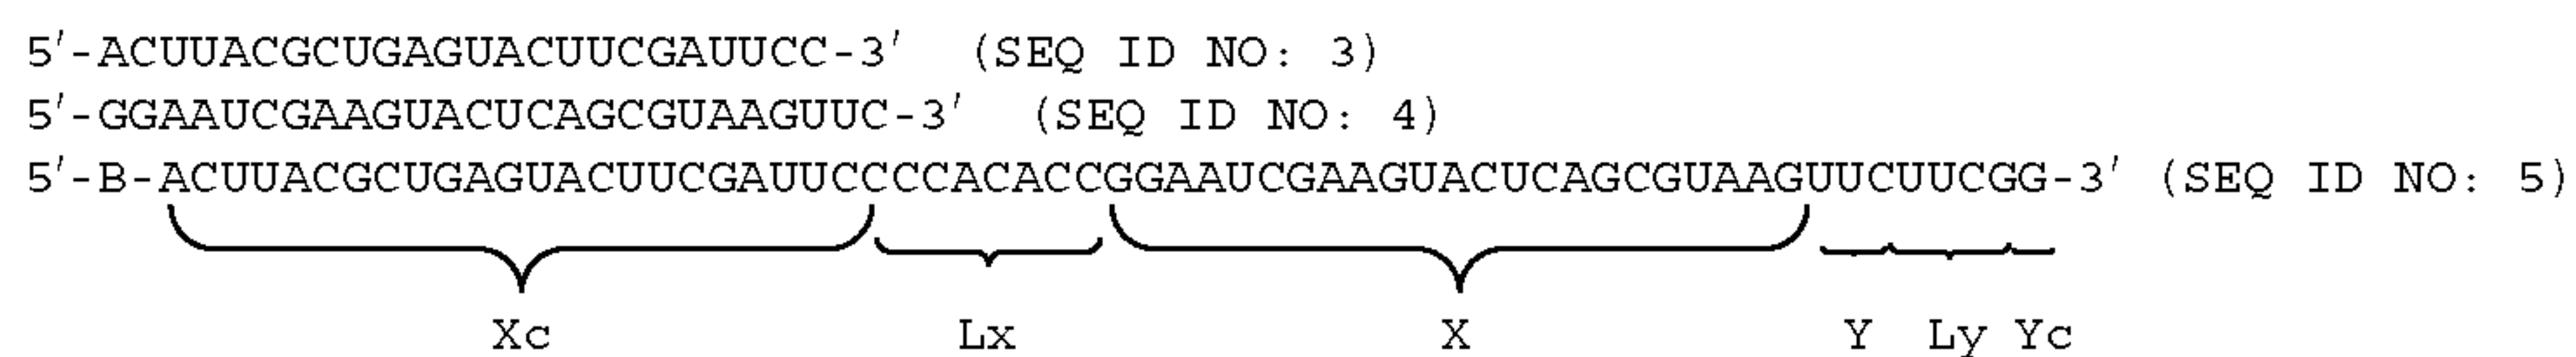 5'-ACUUACGCUGAGUACUUCGAUUCC-3' (SEQ ID NO: 3)
5'-GGAAUCGAAGUACUCAGCGUAAGUUC-3' (SEQ ID NO: 4)
5'-B-ACUUACGCUGAGUACUUCGAUUCCCCCACACCGGAAUCGAAGUACUCAGCGUAAGUUCUUCGG-3' (SEQ ID NO: 5)
Xc Lx X Y Ly Yc